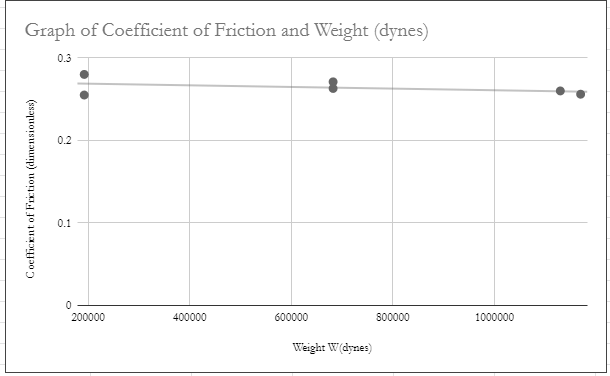 Graph of Coefficient of Friction and Weight (dynes)
Coefficient of Friction (dimensionless)
0.3
0.2
0.1
0
200000 400000 600000 800000 1000000
Weight W(dynes)